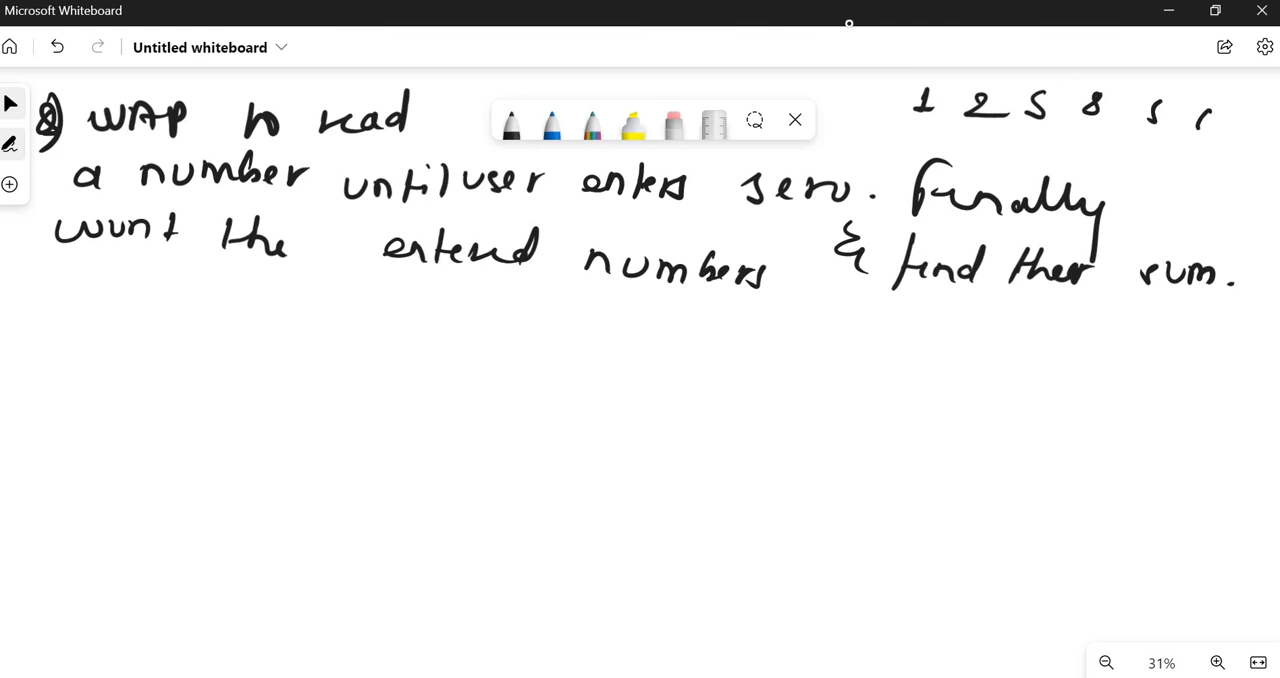 Microsoft Whiteboard
Untitled whiteboard
8) WAP to read
1 2 5 8 5
a number until user enters zero. Finally
count the entered numbers & find their sum.
31%